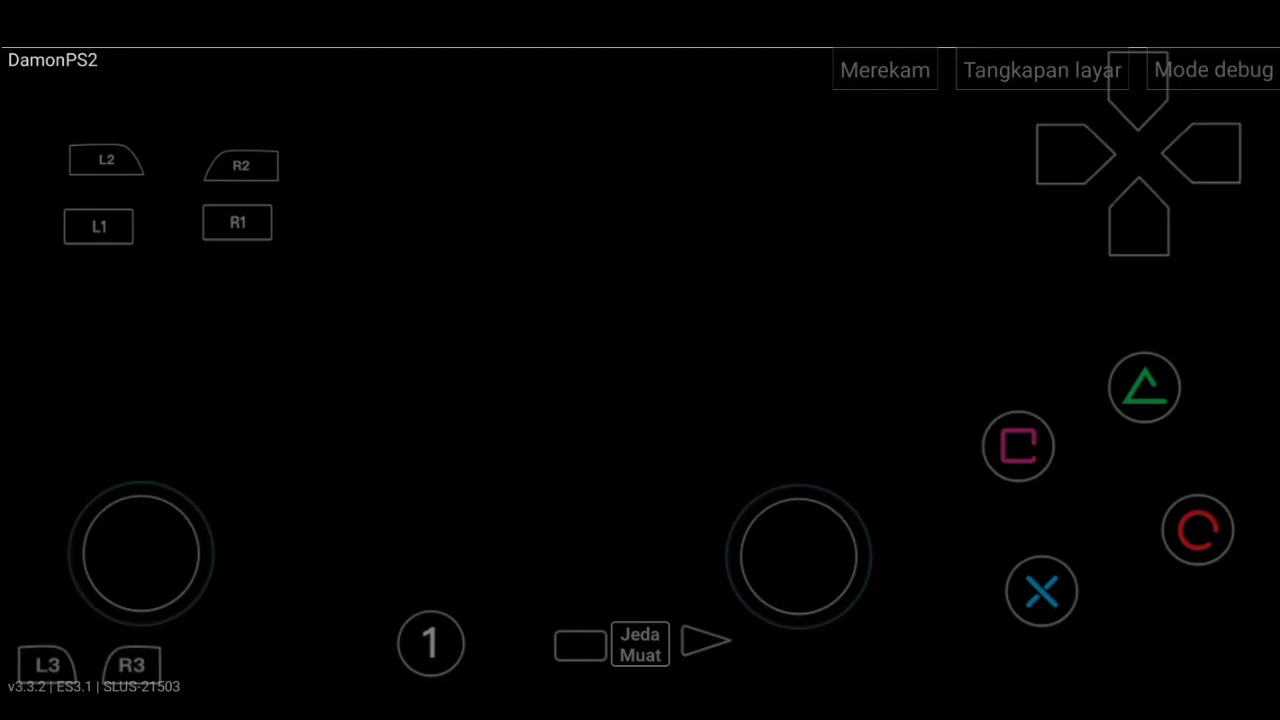 DamonPS2
Merekam
Tangkapan layar
Mode debug
L2
R2
L1
R1
1
Jeda
Muat
L3
R3
v3.3.2 | ES3.1 | SLUS-21503